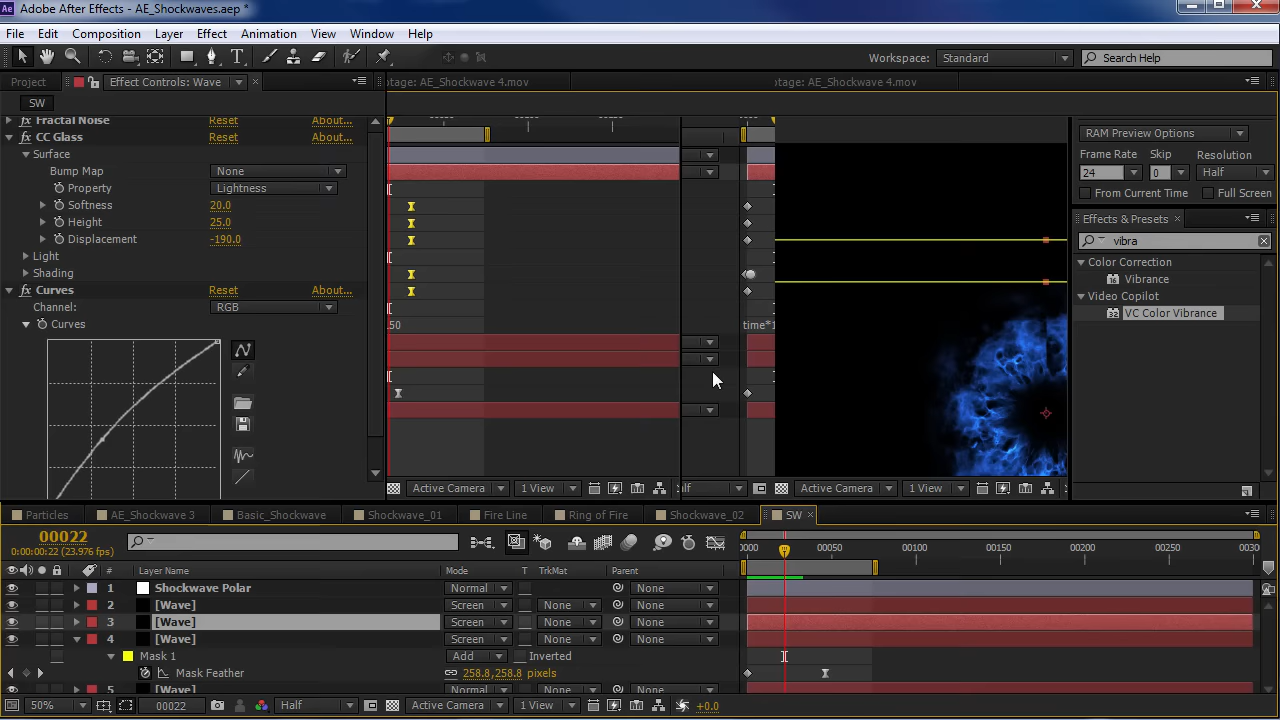 Adobe After Effects - AE_Shockwaves.aep *
File Edit Composition Layer Effect Animation View Window Help
Workspace: Standard Search Help
Project Effect Controls: Wave otage: AE_Shockwave 4.mov otage: AE_Shockwave 4.mov
SW
Fractal Noise Reset About...
CC Glass Reset About...
Surface
Bump Map None
Property Lightness
Softness 20.0
Height 25.0
Displacement -190.0
Light
Shading
Curves Reset About...
Channel: RGB
Curves
.50 time*1
RAM Preview Options
Frame Rate Skip Resolution
24 0 Half
From Current Time Full Screen
Effects & Presets
vibra
Color Correction
Vibrance
Video Copilot
VC Color Vibrance
Active Camera 1 View alf Active Camera 1 View
Particles AE_Shockwave 3 Basic_Shockwave Shockwave_01 Fire Line Ring of Fire Shockwave_02 SW
00022
0:00:00:22 (23.976 fps)
0000 00050 00100 00150 00200 00250 0030
# Layer Name Mode T TrkMat Parent
1 Shockwave Polar Normal None
2 [Wave] Screen None None
3 [Wave] Screen None None
4 [Wave] Screen None None
Mask 1 Add Inverted
Mask Feather 258.8,258.8 pixels
5 [Wave] Screen None None
50% 00022 Half Active Camera 1 View +0.0